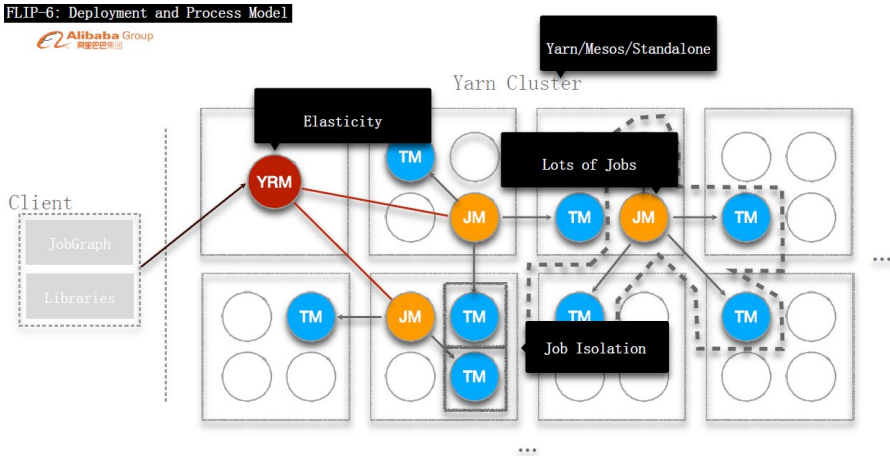 FLIP-6: Deployment and Process Model
Alibaba Group
阿里巴巴集团
Yarn/Mesos/Standalone
Yarn Cluster
Elasticity
TM
Lots of Jobs
YRM
Client
JM
TM
JM
TM
JobGraph
...
Libraries
TM
JM
TM
TM
TM
Job Isolation
TM
...